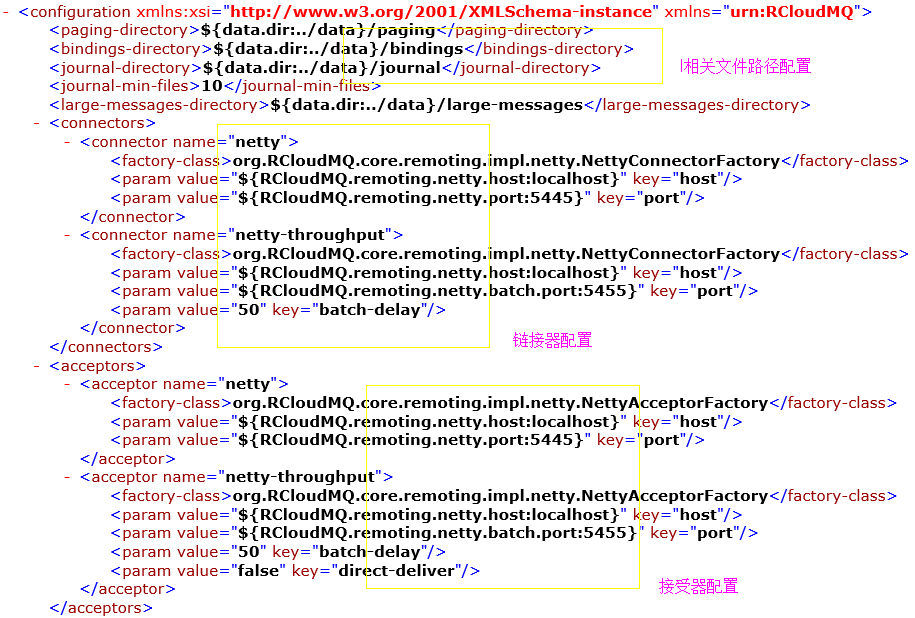 - <configuration xmlns:xsi="http://www.w3.org/2001/XMLSchema-instance" xmlns="urn:RCloudMQ">
<paging-directory>${data.dir:../data}/paging</paging-directory>
<bindings-directory>${data.dir:../data}/bindings</bindings-directory>
<journal-directory>${data.dir:../data}/journal</journal-directory>
相关文件路径配置
<journal-min-files>10</journal-min-files>
<large-messages-directory>${data.dir:../data}/large-messages</large-messages-directory>
- <connectors>
- <connector name="netty">
<factory-class>org.RCloudMQ.core.remoting.impl.netty.NettyConnectorFactory</factory-class>
<param value="${RCloudMQ.remoting.netty.host:localhost}" key="host"/>
<param value="${RCloudMQ.remoting.netty.port:5445}" key="port"/>
</connector>
- <connector name="netty-throughput">
<factory-class>org.RCloudMQ.core.remoting.impl.netty.NettyConnectorFactory</factory-class>
<param value="${RCloudMQ.remoting.netty.host:localhost}" key="host"/>
<param value="${RCloudMQ.remoting.netty.batch.port:5455}" key="port"/>
<param value="50" key="batch-delay"/>
</connector>
</connectors>
链接器配置
- <acceptors>
- <acceptor name="netty">
<factory-class>org.RCloudMQ.core.remoting.impl.netty.NettyAcceptorFactory</factory-class>
<param value="${RCloudMQ.remoting.netty.host:localhost}" key="host"/>
<param value="${RCloudMQ.remoting.netty.port:5445}" key="port"/>
</acceptor>
- <acceptor name="netty-throughput">
<factory-class>org.RCloudMQ.core.remoting.impl.netty.NettyAcceptorFactory</factory-class>
<param value="${RCloudMQ.remoting.netty.host:localhost}" key="host"/>
<param value="${RCloudMQ.remoting.netty.batch.port:5455}" key="port"/>
<param value="50" key="batch-delay"/>
<param value="false" key="direct-deliver"/>
</acceptor>
接受器配置
</acceptors>